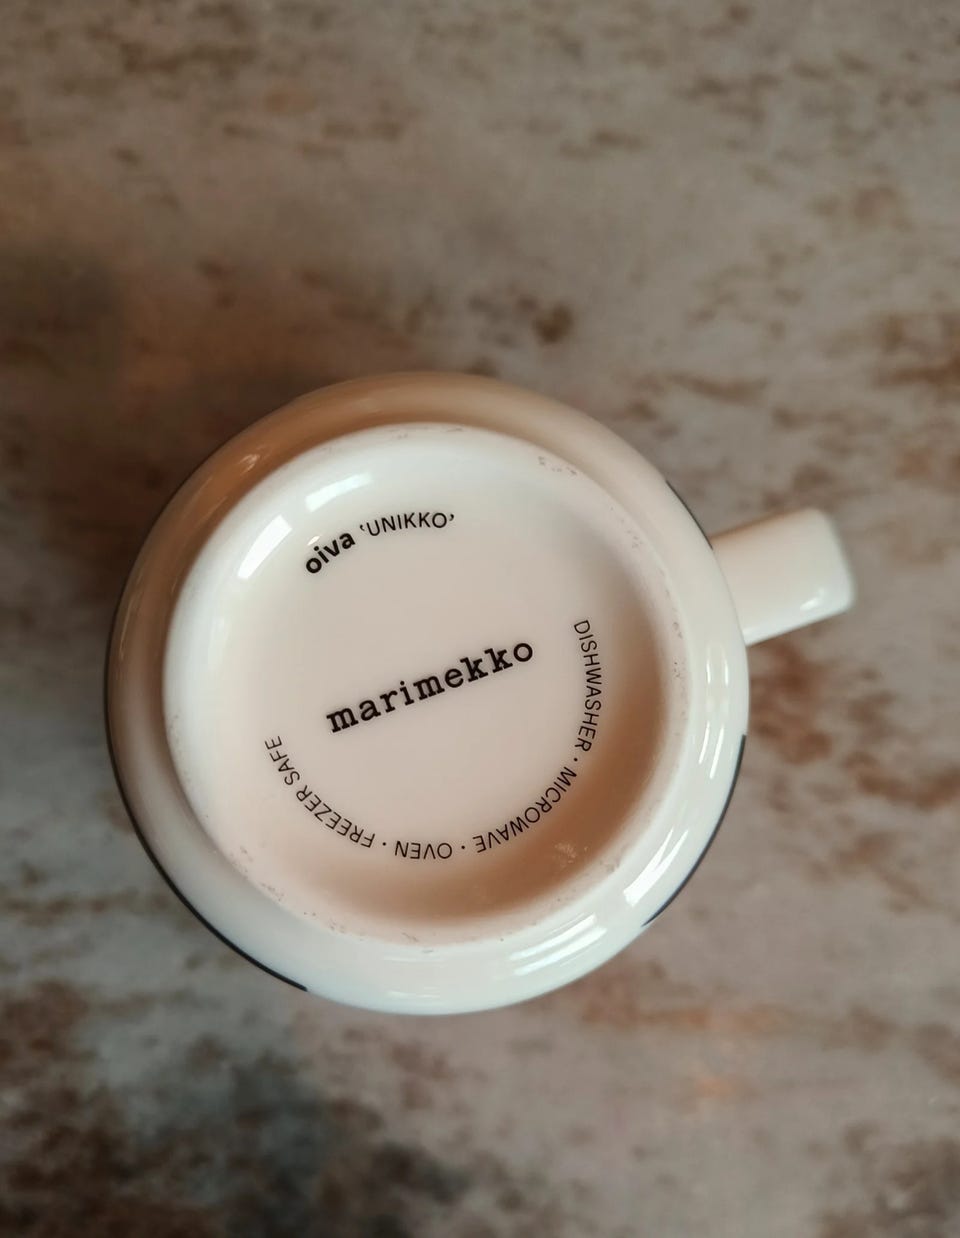 oiva ‘UNIKKO’
marimekko
DISHWASHER · MICROWAVE · OVEN · FREEZER SAFE